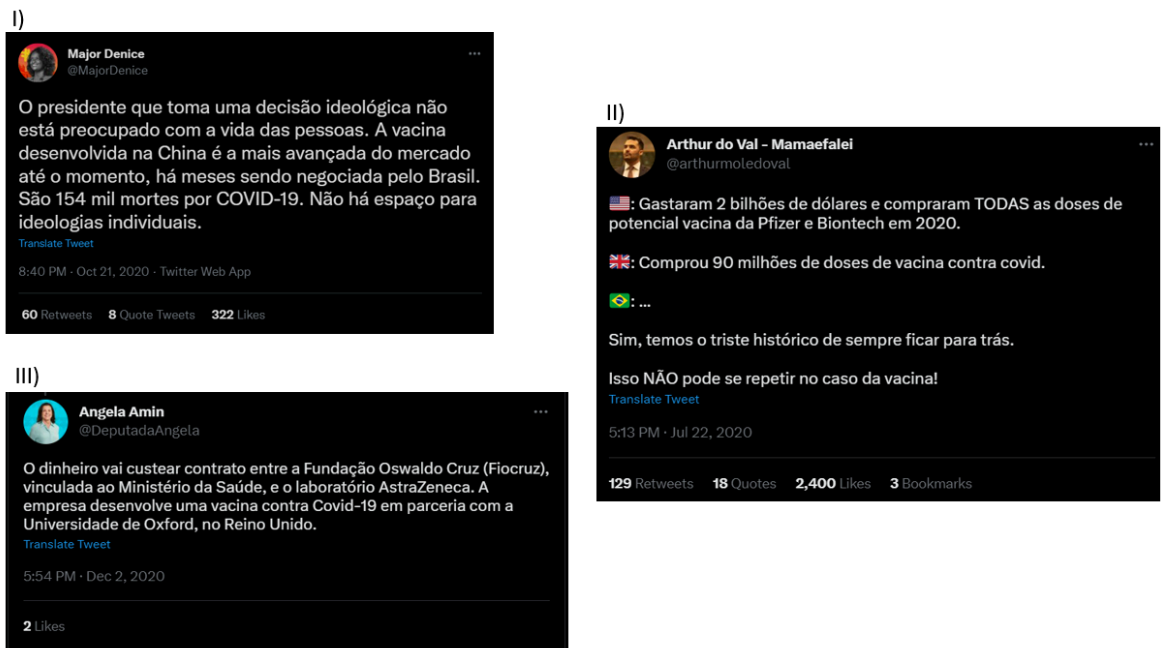 I)
Major Denice
@MajorDenice
O presidente que toma uma decisão ideológica não
está preocupado com a vida das pessoas. A vacina
desenvolvida na China é a mais avançada do mercado
até o momento, há meses sendo negociada pelo Brasil.
São 154 mil mortes por COVID-19. Não há espaço para
ideologias individuais.
Translate Tweet
8:40 PM · Oct 21, 2020 · Twitter Web App
60 Retweets 8 Quote Tweets 322 Likes
II)
Arthur do Val - Mamaefalei
@arthurmoledoval
🇺🇸: Gastaram 2 bilhões de dólares e compraram TODAS as doses de
potencial vacina da Pfizer e Biontech em 2020.
🇬🇧: Comprou 90 milhões de doses de vacina contra covid.
🇧🇷: ...
Sim, temos o triste histórico de sempre ficar para trás.
Isso NÃO pode se repetir no caso da vacina!
Translate Tweet
5:13 PM · Jul 22, 2020
129 Retweets 18 Quotes 2,400 Likes 3 Bookmarks
III)
Angela Amin
@DeputadaAngela
O dinheiro vai custear contrato entre a Fundação Oswaldo Cruz (Fiocruz),
vinculada ao Ministério da Saúde, e o laboratório AstraZeneca. A
empresa desenvolve uma vacina contra Covid-19 em parceria com a
Universidade de Oxford, no Reino Unido.
Translate Tweet
5:54 PM · Dec 2, 2020
2 Likes